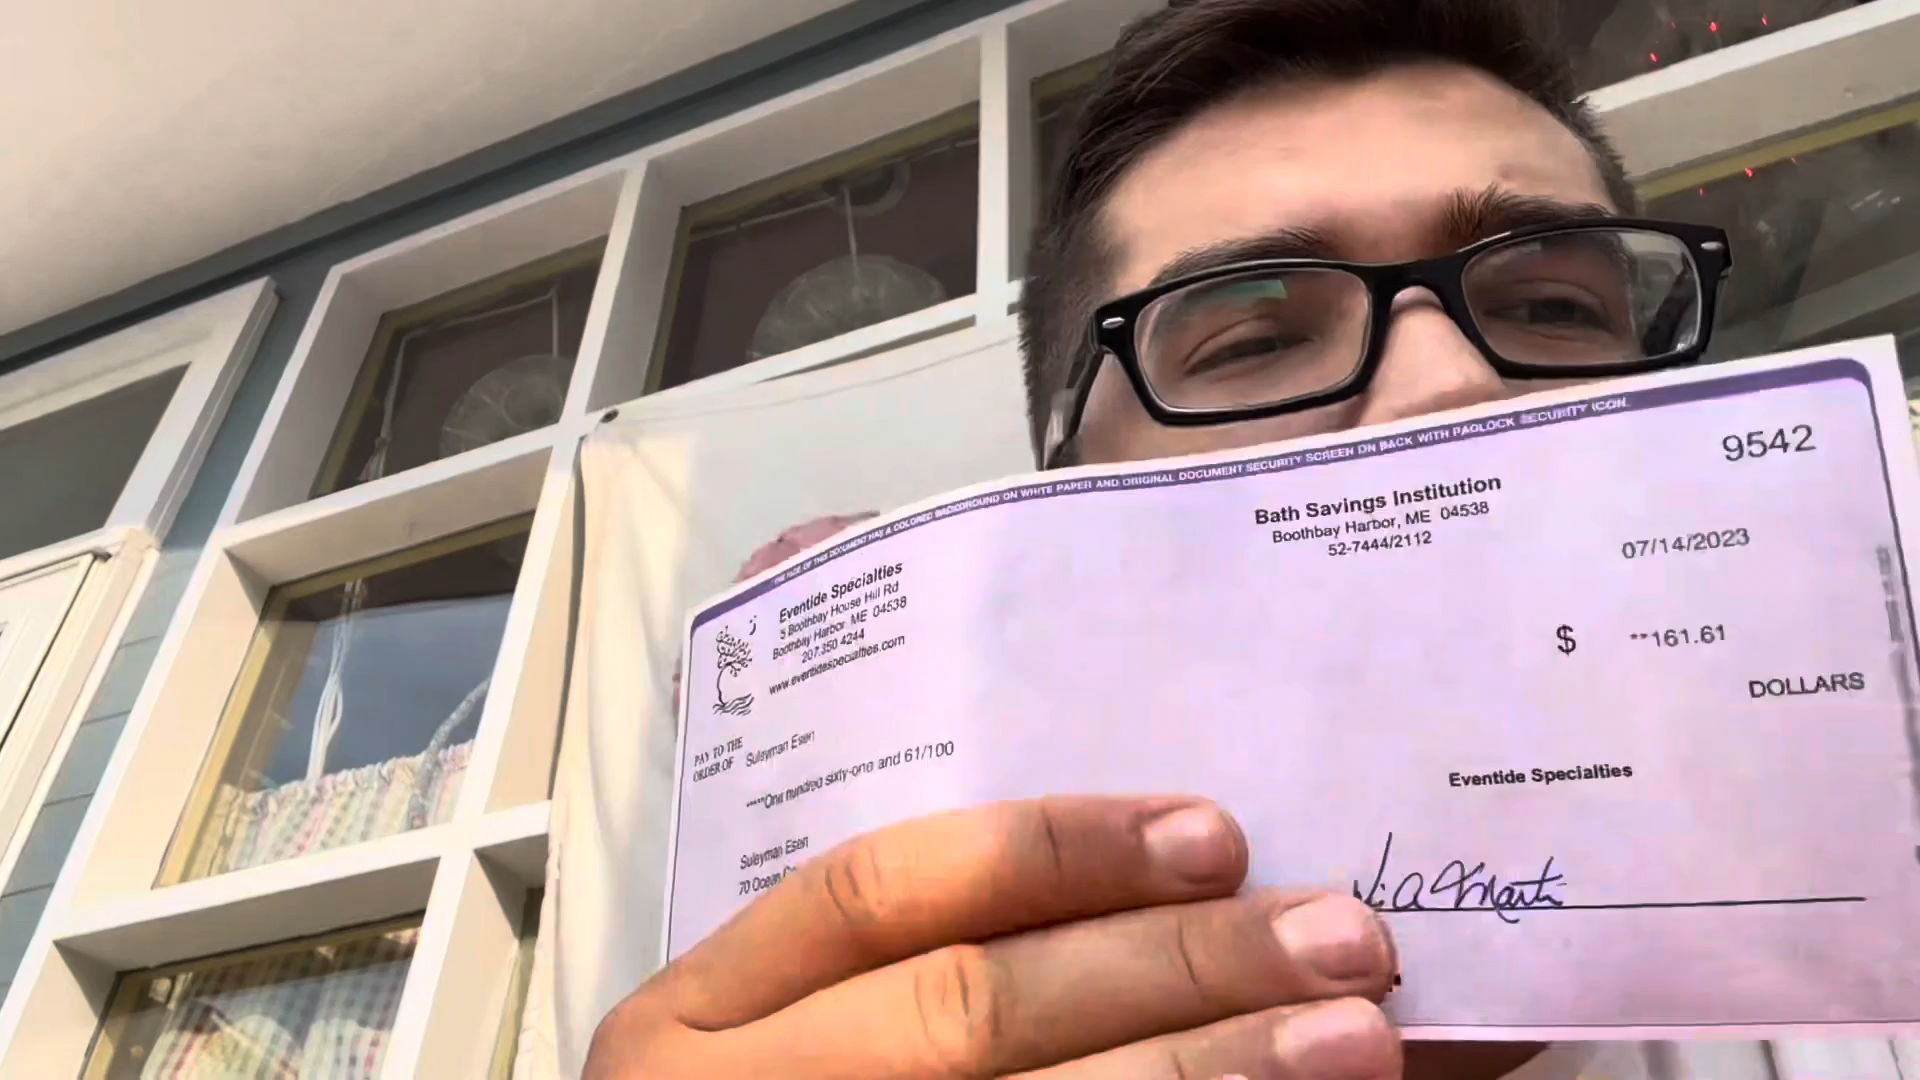 THE FACE OF THIS DOCUMENT HAS A COLORED BACKGROUND ON WHITE PAPER AND ORIGINAL DOCUMENT SECURITY SCREEN ON BACK WITH PADLOCK SECURITY ICON.
9542
Bath Savings Institution
Boothbay Harbor, ME 04538
52-7444/2112
07/14/2023
Eventide Specialties
5 Boothbay House Hill Rd
Boothbay Harbor ME 04538
207.350.4244
www.eventidespecialties.com
$ **161.61
DOLLARS
PAY TO THE
ORDER OF
Suleyman Esen
*****One hundred sixty-one and 61/100
Eventide Specialties
Suleyman Esen
70 Ocean